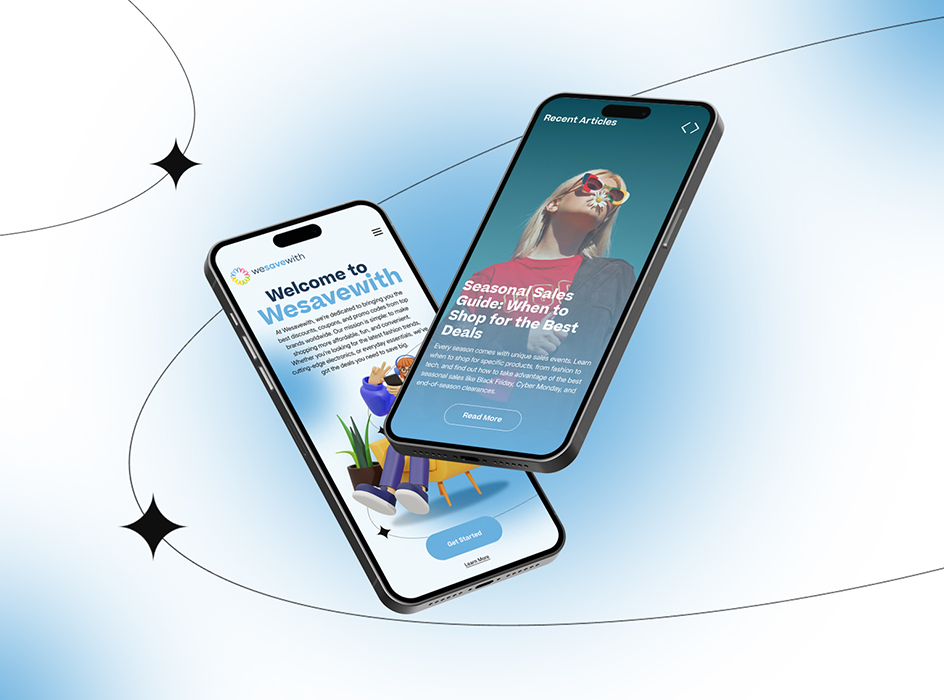 wesavewith
Welcome to
Wesavewith
At Wesavewith, we're dedicated to bringing you the
best discounts, coupons, and promo codes from top
brands worldwide. Our mission is simple: to make
shopping more affordable, fun, and convenient.
Whether you're looking for the latest fashion trends,
cutting-edge electronics, or everyday essentials, we've
got the deals you need to save big.
Get Started
Learn More
Recent Articles
Seasonal Sales
Guide: When to
Shop for the Best
Deals
Every season comes with unique sales events. Learn
when to shop for specific products, from fashion to
tech, and find out how to take advantage of the best
seasonal sales like Black Friday, Cyber Monday, and
end-of-season clearances.
Read More